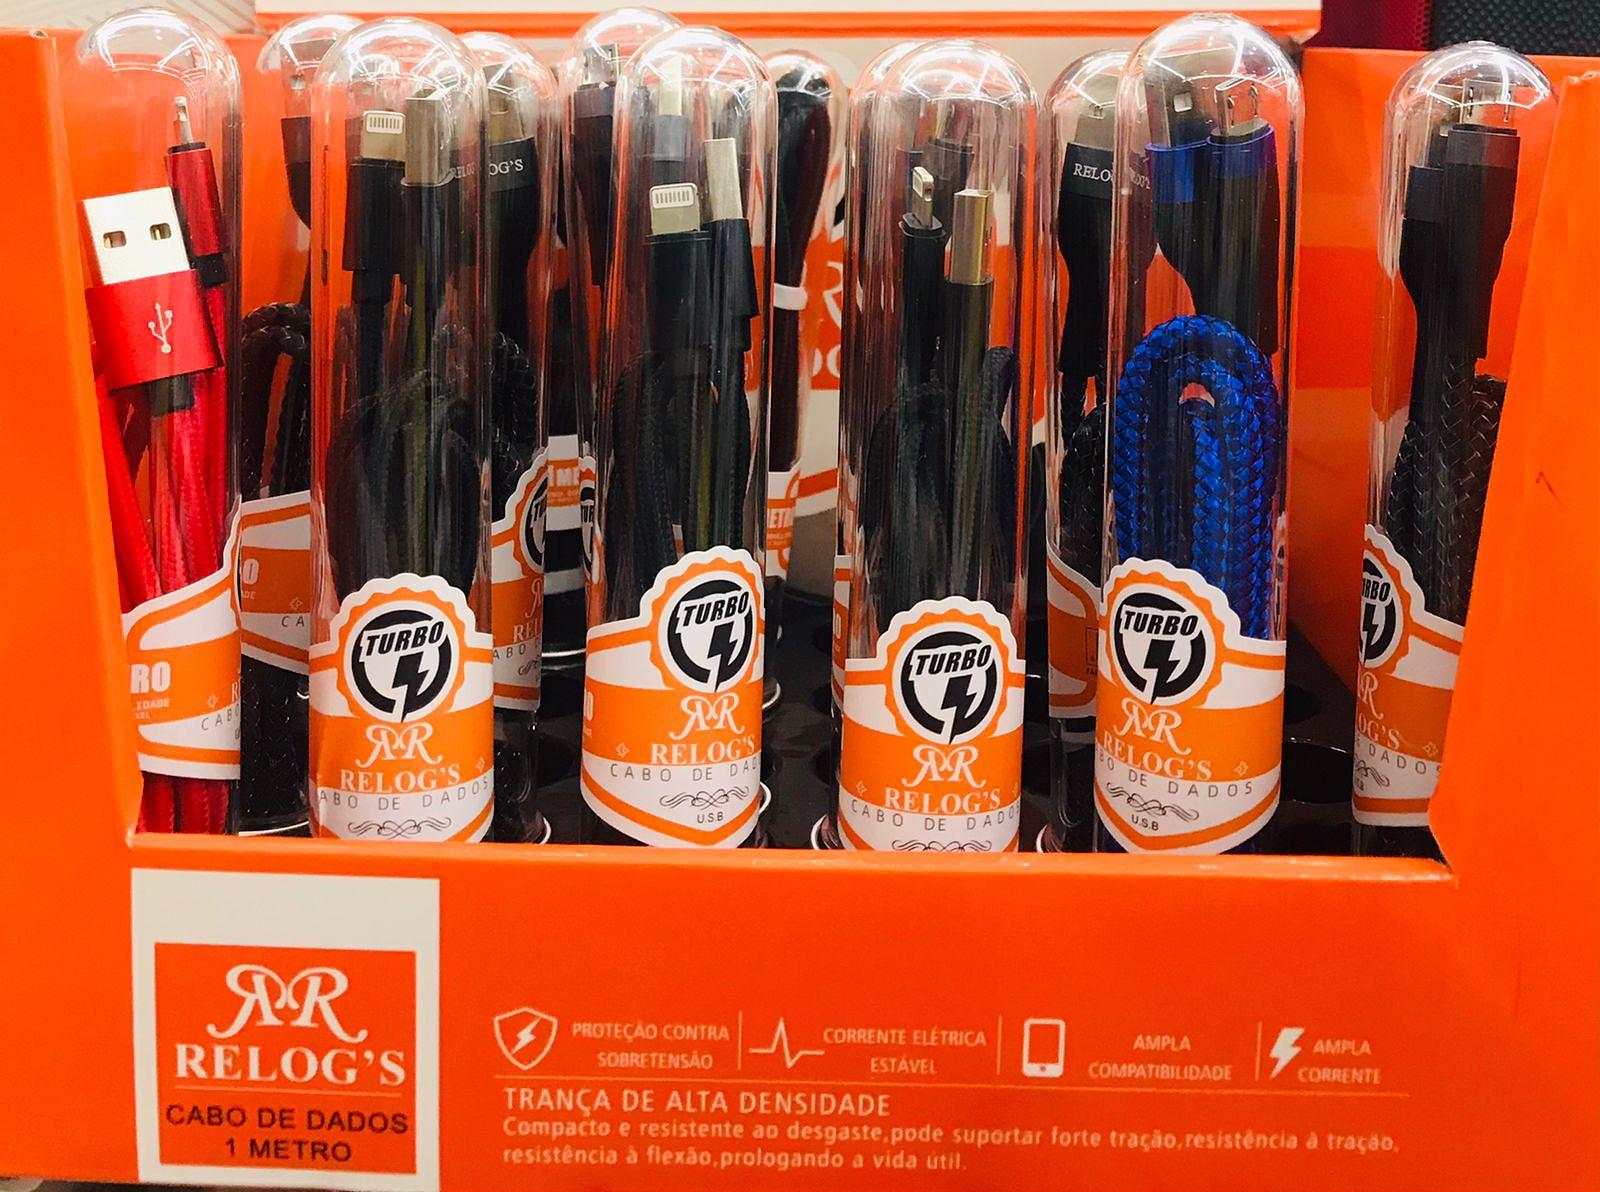 RELOG'S
RELO
TURBO
RR
RELOG'S
CABO DE DADOS
TURBO
RR
RELOG'S
CABO DE DAD
U.S.B
TURBO
RR
RELOG'S
CABO DE DADOS
TURBO
RR
RELOG'S
CABO DE DADOS
U.S.B
RR
RELOG'S
CABO DE DADOS
1 METRO
PROTEÇÃO CONTRA
SOBRETENSÃO
CORRENTE ELÉTRICA
ESTÁVEL
AMPLA
COMPATIBILIDADE
AMPLA
CORRENTE
TRANÇA DE ALTA DENSIDADE
Compacto e resistente ao desgaste,pode suportar forte tração,resistência à tração,
resistência à flexão,prologando a vida útil.